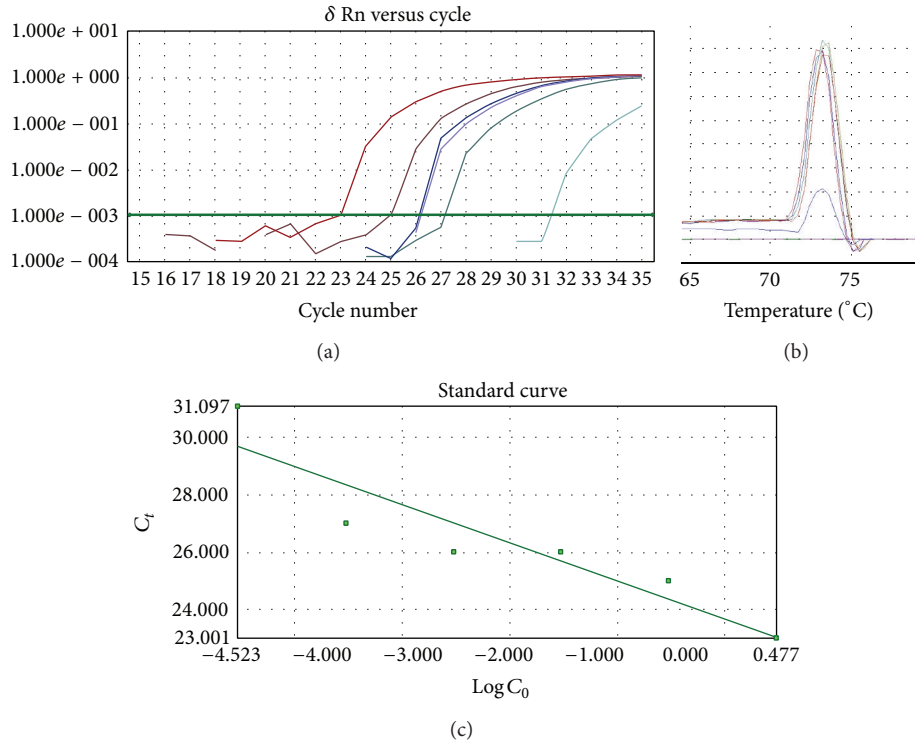 δ Rn versus cycle
1.000e + 001
1.000e + 000
1.000e − 001
1.000e − 002
1.000e − 003
1.000e − 004
15 16 17 18 19 20 21 22 23 24 25 26 27 28 29 30 31 33 34 35
Cycle number
(a)
65 70 75
Temperature (°C)
(b)
Standard curve
31.097
30.000
28.000
26.000
24.000
23.001
Ct
−4.523 −4.000 −3.000 −2.000 −1.000 0.000 0.477
Log C0
(c)